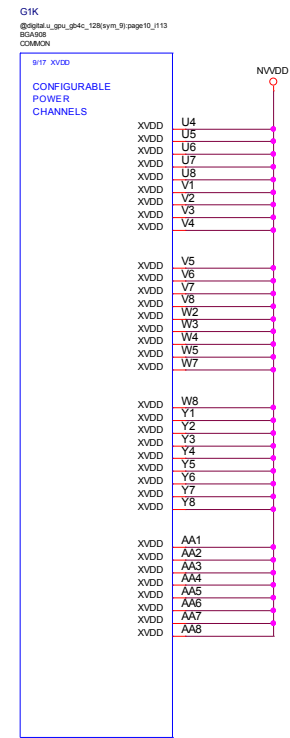 G1K
@digital.u_gpu_gb4c_128(sym_9):page10_i113
BGA908
COMMON
9/17 XVDD
NVVDD
CONFIGURABLE
POWER
CHANNELS
XVDD U4
XVDD U5
XVDD U6
XVDD U7
XVDD U8
XVDD V1
XVDD V2
XVDD V3
XVDD V4
XVDD V5
XVDD V6
XVDD V7
XVDD V8
XVDD W2
XVDD W3
XVDD W4
XVDD W5
XVDD W7
XVDD W8
XVDD Y1
XVDD Y2
XVDD Y3
XVDD Y4
XVDD Y5
XVDD Y6
XVDD Y7
XVDD Y8
XVDD AA1
XVDD AA2
XVDD AA3
XVDD AA4
XVDD AA5
XVDD AA6
XVDD AA7
XVDD AA8